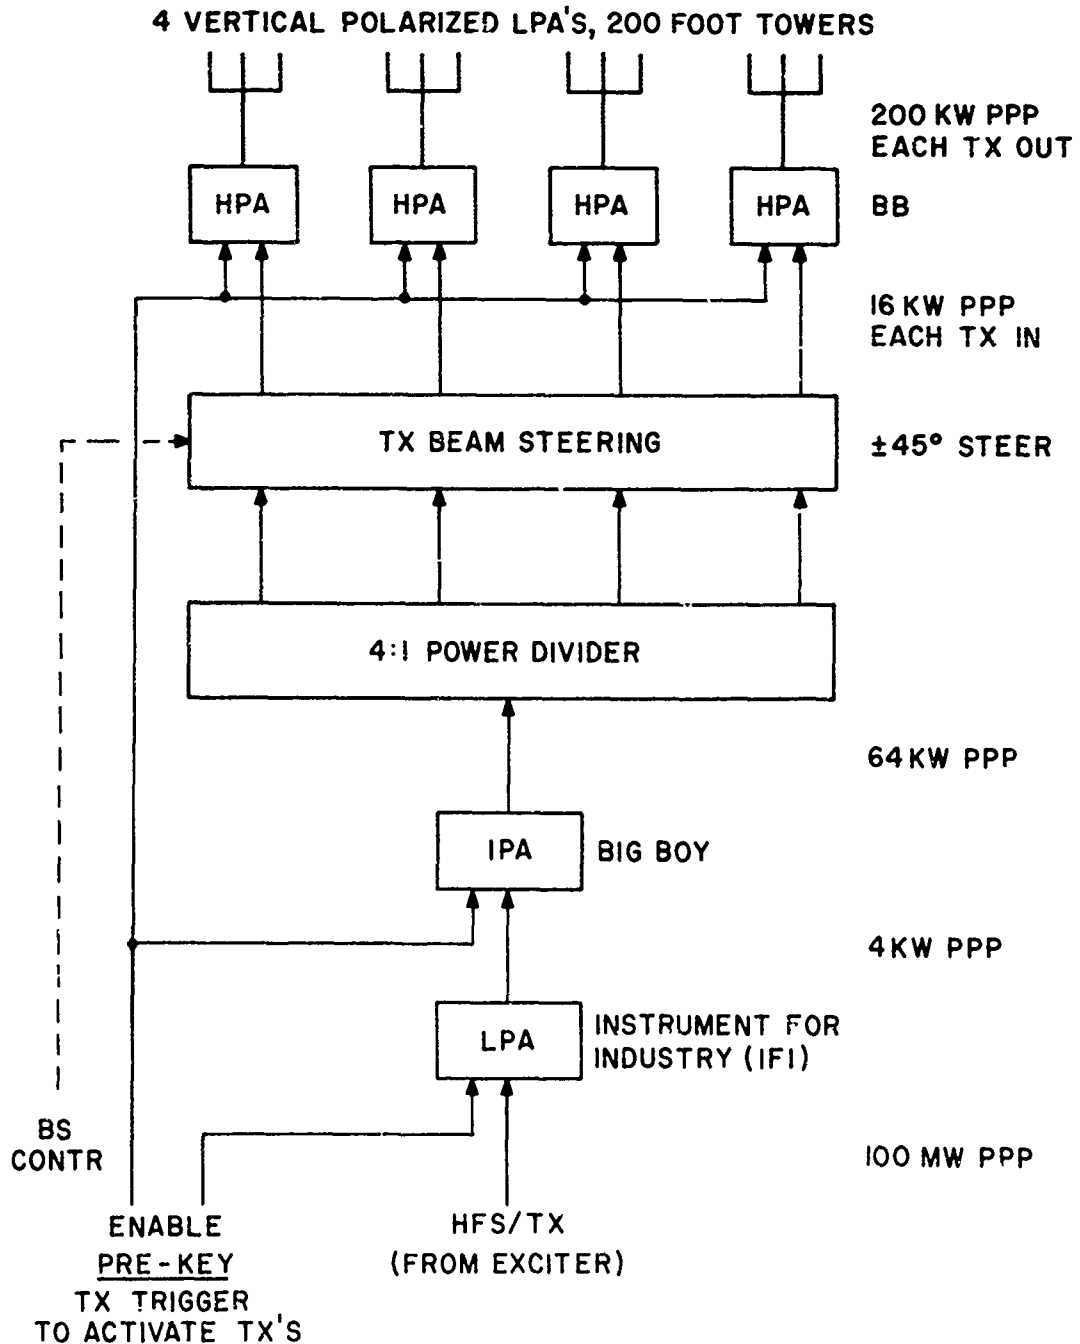 4 VERTICAL POLARIZED LPA'S, 200 FOOT TOWERS
200 KW PPP
EACH TX OUT
HPA
HPA
HPA
HPA
BB
16 KW PPP
EACH TX IN
TX BEAM STEERING
±45° STEER
4:1 POWER DIVIDER
64 KW PPP
IPA
BIG BOY
4 KW PPP
LPA
INSTRUMENT FOR
INDUSTRY (IFI)
BS
CONTR
100 MW PPP
ENABLE
PRE-KEY
TX TRIGGER
TO ACTIVATE TX'S
HFS/TX
(FROM EXCITER)